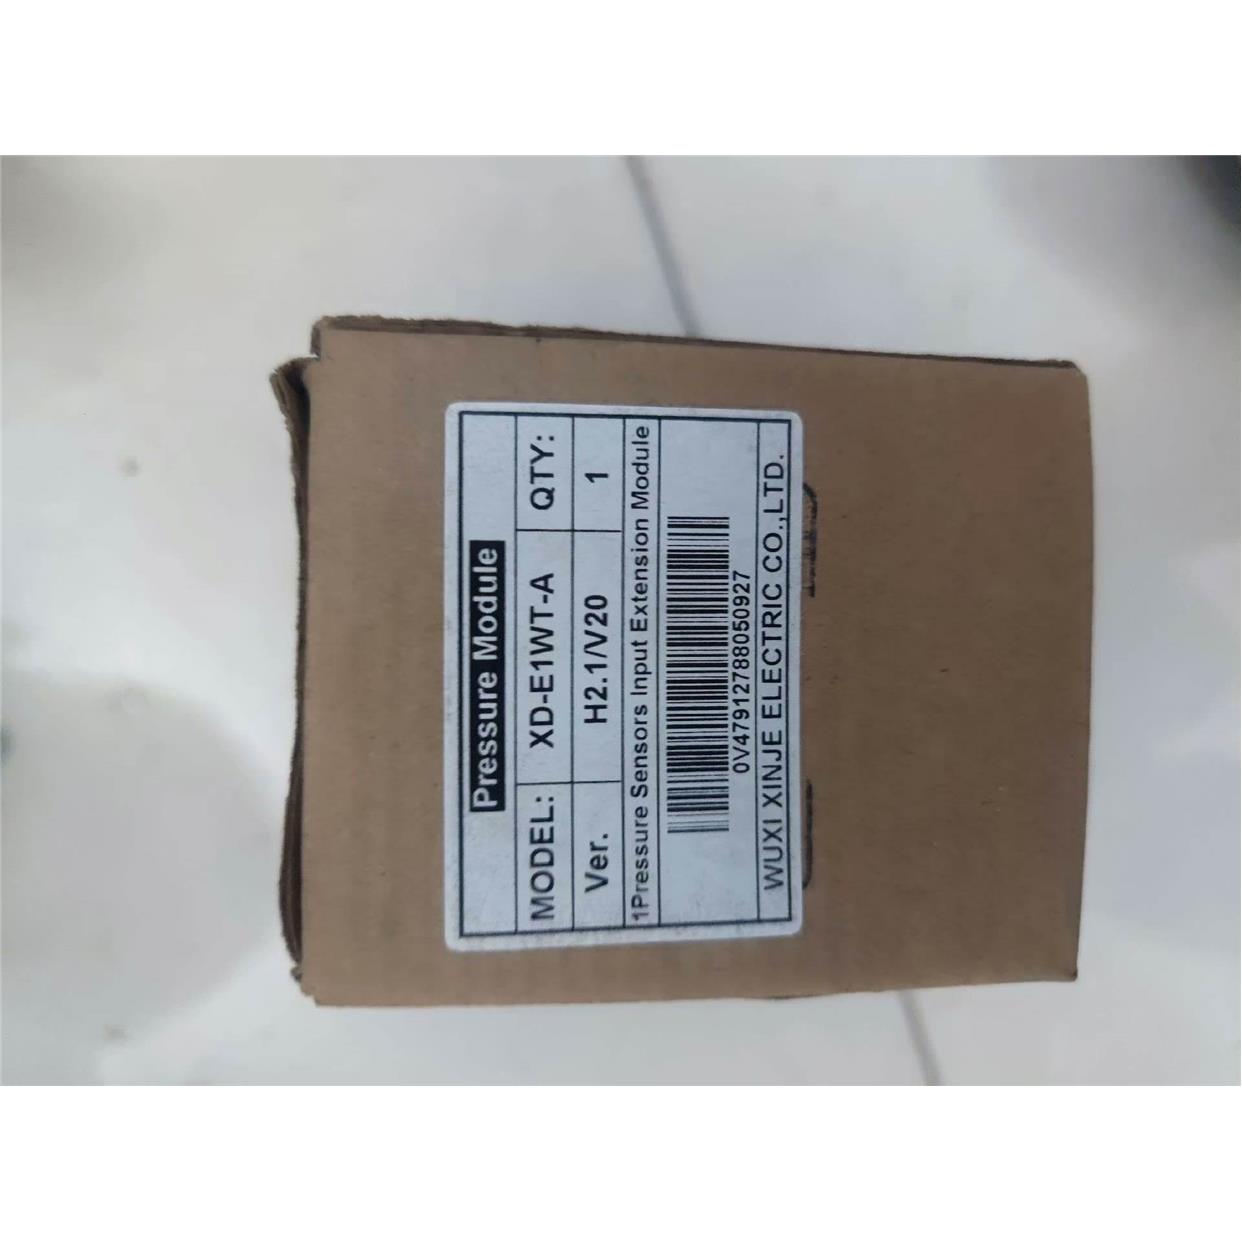 Pressure Module
MODEL: XD-E1WT-A QTY:
Ver. H2.1/V20 1
1Pressure Sensors Input Extension Module
0V47912788050927
WUXI XINJE ELECTRIC CO.,LTD.